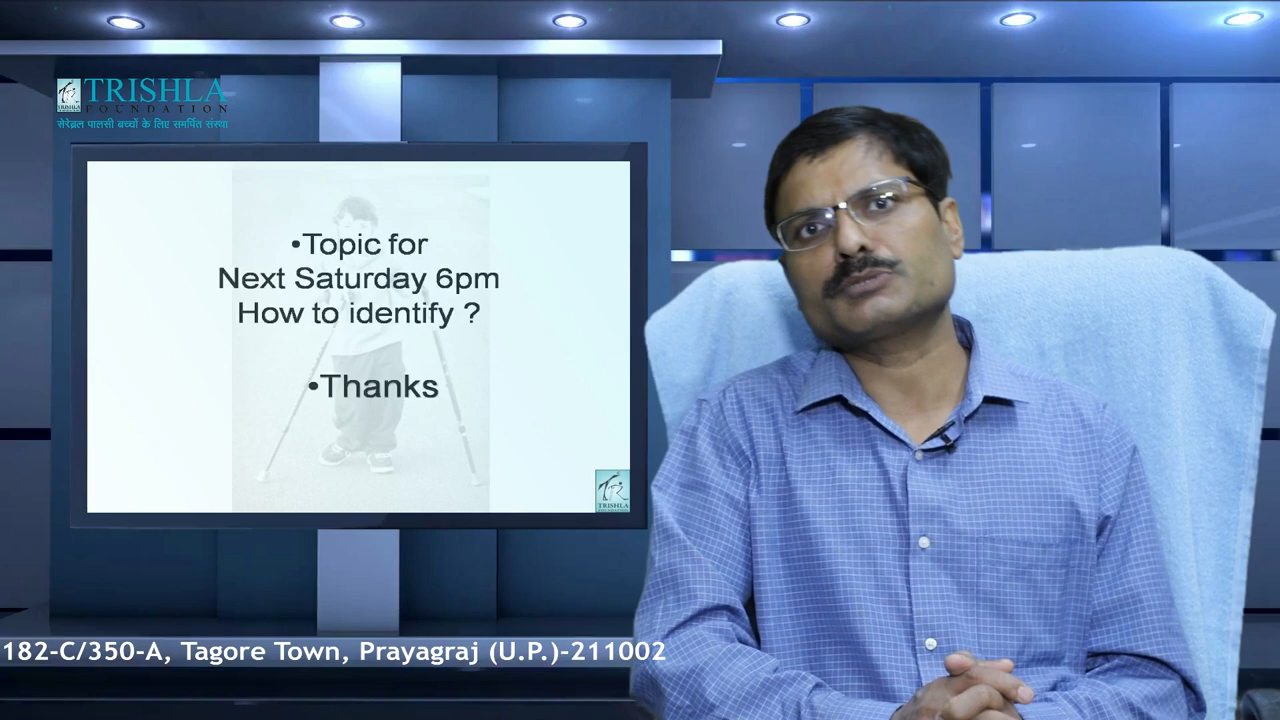 TRISHLA
FOUNDATION
सेरेब्रल पालसी बच्चों के लिए समर्पित संस्था
•Topic for
Next Saturday 6pm
How to identify ?
•Thanks
TRISHLA
182-C/350-A, Tagore Town, Prayagraj (U.P.)-211002